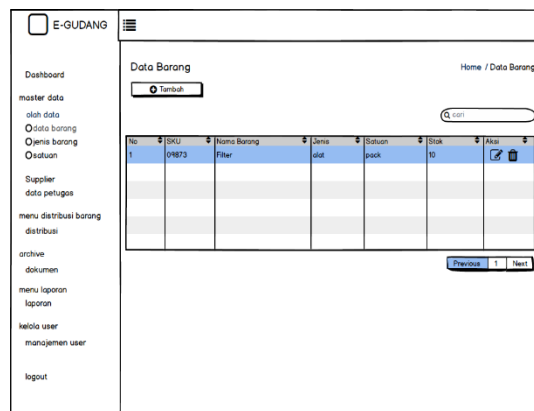 E-GUDANG
Dashboard
master data
olah data
data barang
jenis barang
satuan
Supplier
data petugas
menu distribusi barang
distribusi
archive
dokumen
menu laporan
laporan
kelola user
manajemen user
logout
Data Barang
Home / Data Barang
Tambah
cari
No SKU Nama Barang Jenis Satuan Stok Aksi
1 09873 Filter alat pack 10
Previous 1 Next